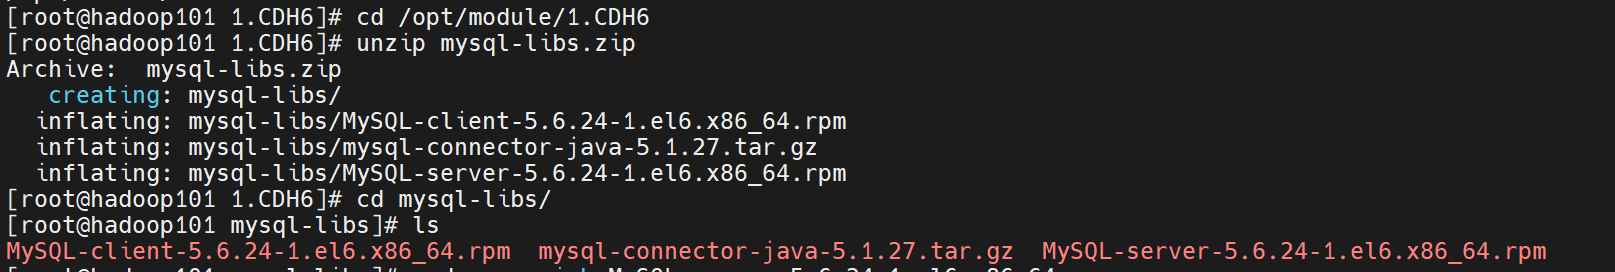 [root@hadoop101 1.CDH6]# cd /opt/module/1.CDH6
[root@hadoop101 1.CDH6]# unzip mysql-libs.zip
Archive:  mysql-libs.zip
   creating: mysql-libs/
  inflating: mysql-libs/MySQL-client-5.6.24-1.el6.x86_64.rpm
  inflating: mysql-libs/mysql-connector-java-5.1.27.tar.gz
  inflating: mysql-libs/MySQL-server-5.6.24-1.el6.x86_64.rpm
[root@hadoop101 1.CDH6]# cd mysql-libs/
[root@hadoop101 mysql-libs]# ls
MySQL-client-5.6.24-1.el6.x86_64.rpm  mysql-connector-java-5.1.27.tar.gz  MySQL-server-5.6.24-1.el6.x86_64.rpm